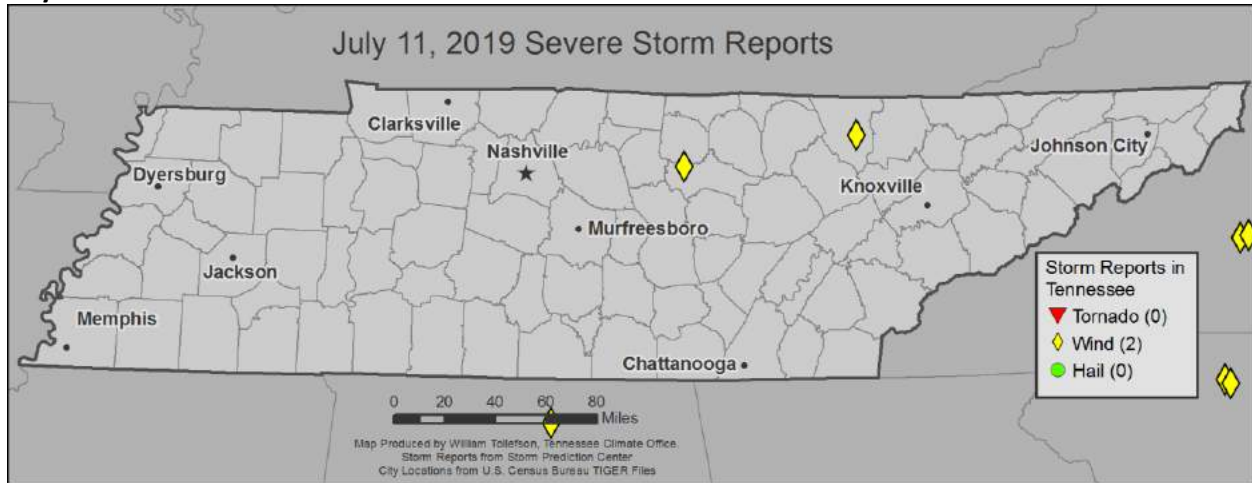 July 11, 2019 Severe Storm Reports
Clarksville
Nashville
Johnson City
Dyersburg
Knoxville
Murfreesboro
Jackson
Storm Reports in
Tennessee
Tornado (0)
Wind (2)
Hail (0)
Memphis
Chattanooga
0 20 40 60 80
Miles
Map Produced by William Tollefson, Tennessee Climate Office.
Storm Reports from Storm Prediction Center
City Locations from U.S. Census Bureau TIGER Files